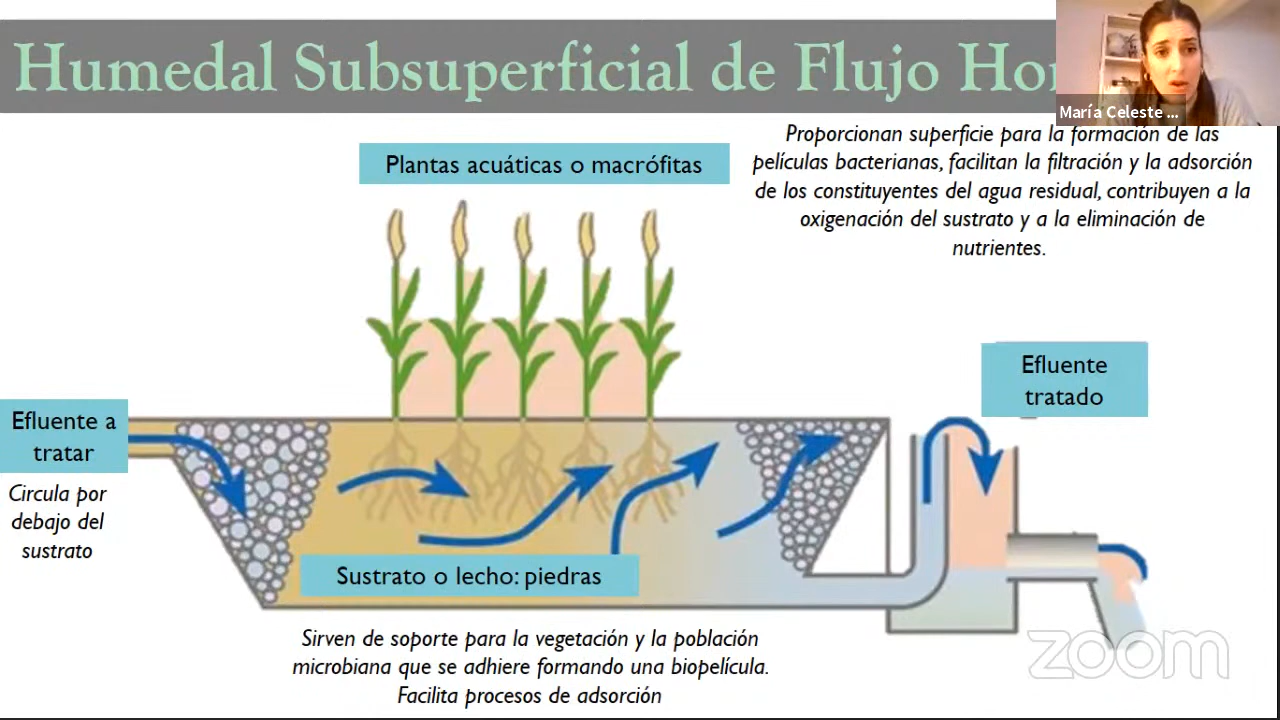 Humedal Subsuperficial de Flujo
María Celeste ...
Plantas acuáticas o macrófitas
Proporcionan superficie para la formación de las
películas bacterianas, facilitan la filtración y la adsorción
de los constituyentes del agua residual, contribuyen a la
oxigenación del sustrato y a la eliminación de
nutrientes.
Efluente
tratado
Efluente a
tratar
Circula por
debajo del
sustrato
Sustrato o lecho: piedras
Sirven de soporte para la vegetación y la población
microbiana que se adhiere formando una biopelícula.
Facilita procesos de adsorción
zoom